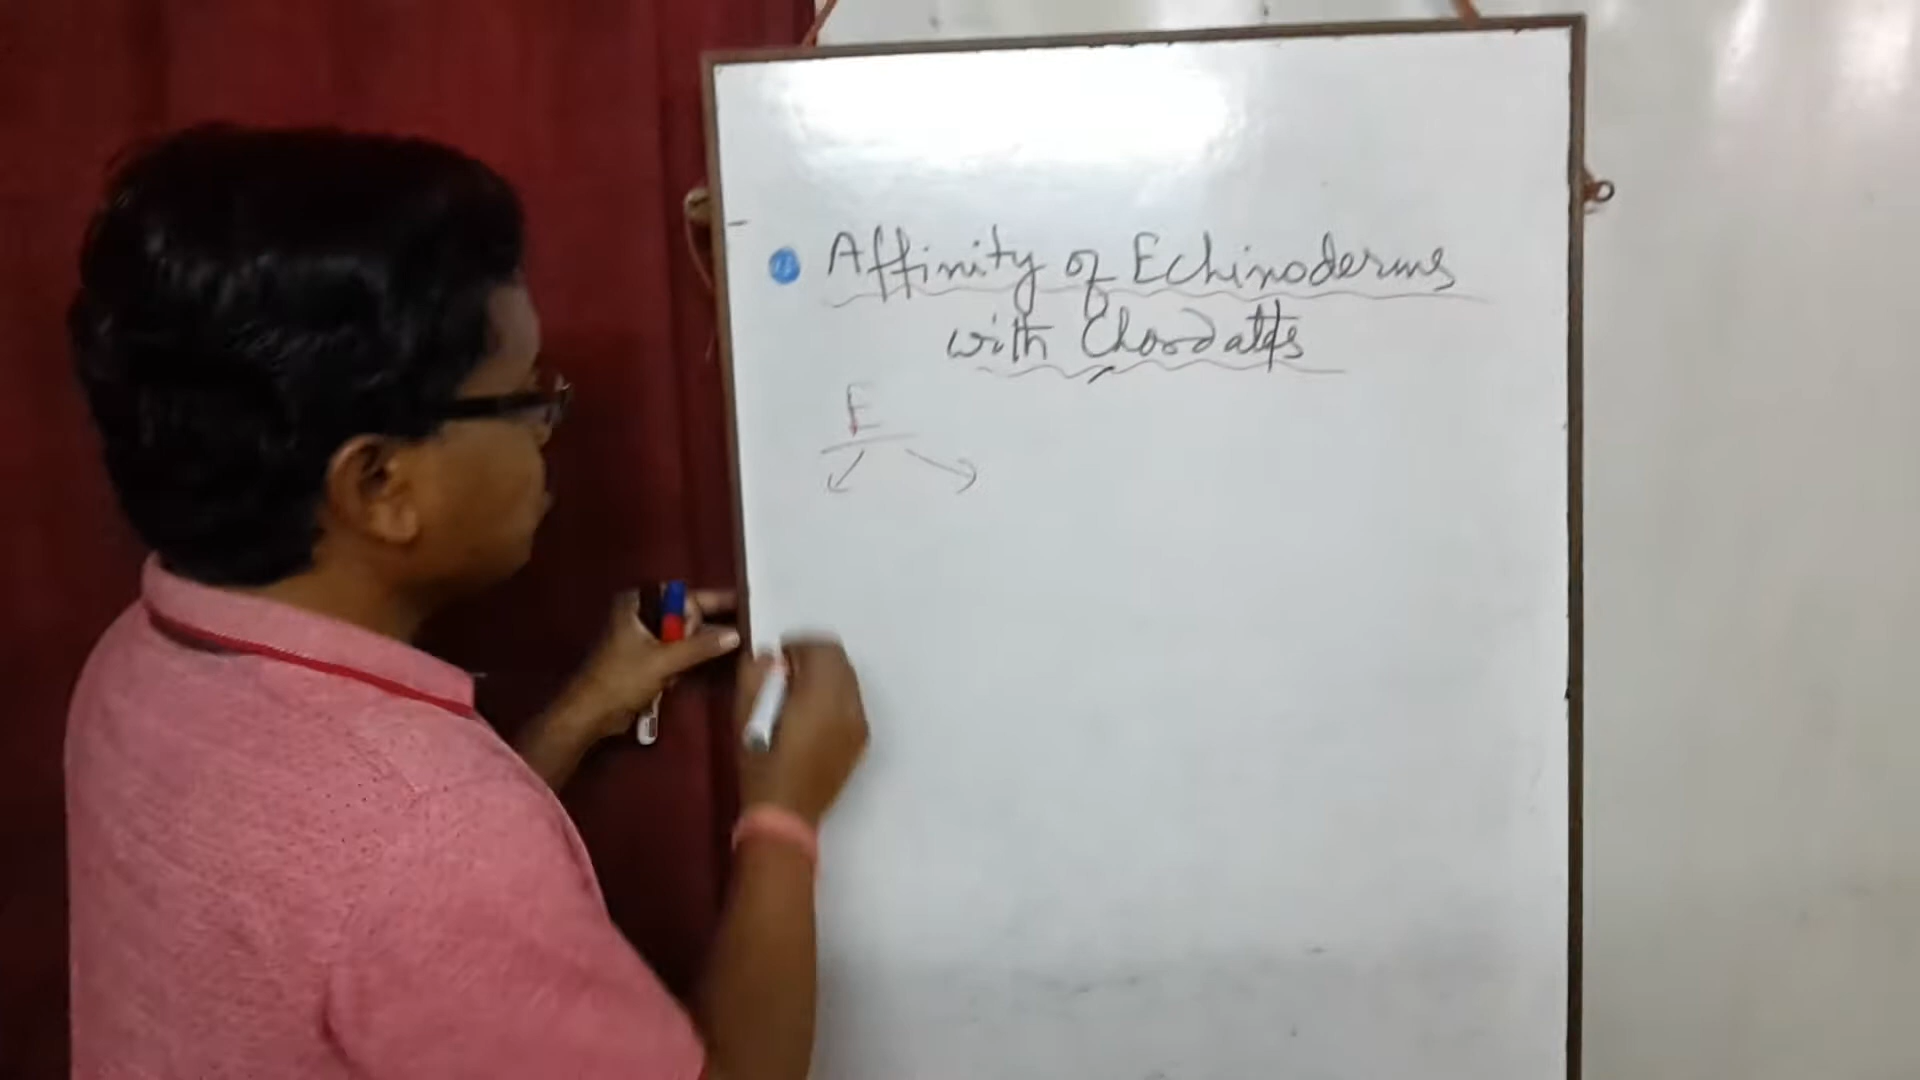 Affinity of Echinoderms
with Chordates
E